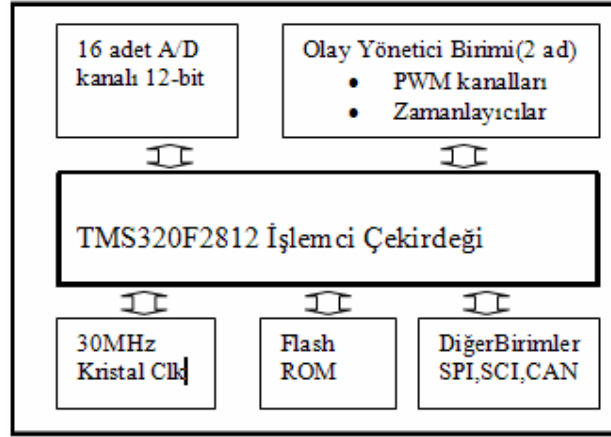 16 adet A/D
kanalı 12-bit
Olay Yönetici Birimi(2 ad)
• PWM kanalları
• Zamanlayıcılar
TMS320F2812 İşlemci Çekirdeği
30MHz
Kristal Clk
Flash
ROM
DiğerBirimler
SPI,SCI,CAN